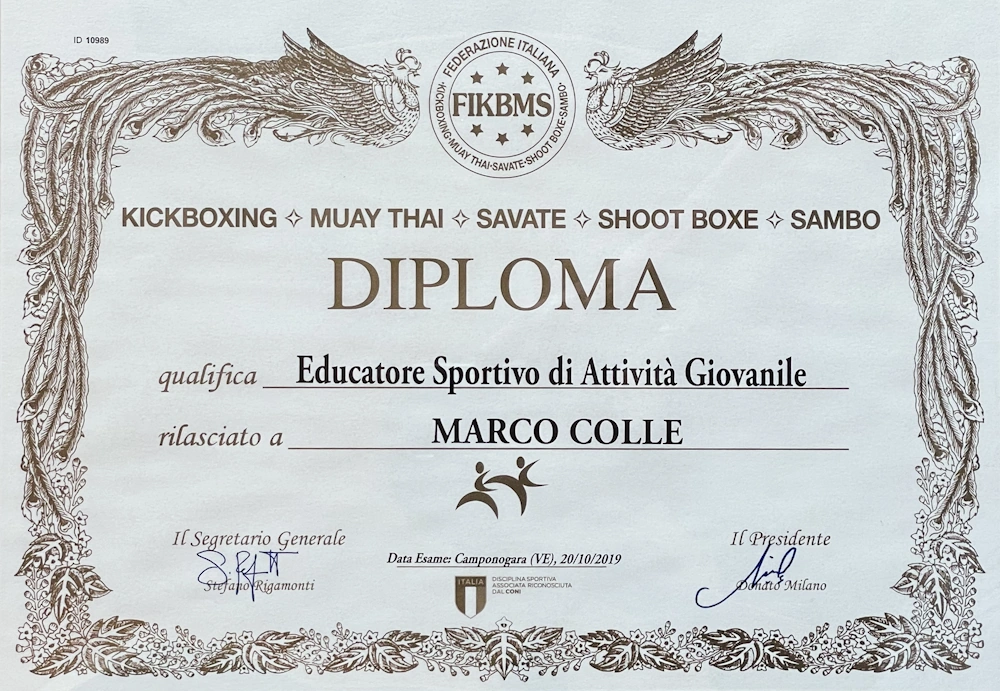 ID 10989
FEDERAZIONE ITALIANA
FIKBMS
KICKBOXING-MUAY THAI-SAVATE-SHOOT BOXE-SAMBO
KICKBOXING ✧ MUAY THAI ✧ SAVATE ✧ SHOOT BOXE ✧ SAMBO
DIPLOMA
qualifica Educatore Sportivo di Attività Giovanile
rilasciato a MARCO COLLE
Il Segretario Generale
Stefano Rigamonti
Data Esame: Camponogara (VE), 20/10/2019
Il Presidente
Donato Milano
ITALIA
DISCIPLINA SPORTIVA
ASSOCIATA RICONOSCIUTA
DAL CONI